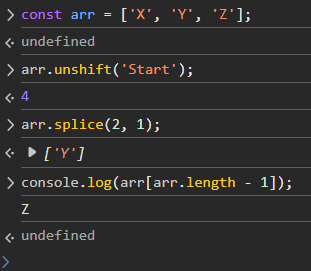 > const arr = ['X', 'Y', 'Z'];
undefined
> arr.unshift('Start');
4
> arr.splice(2, 1);
['Y']
> console.log(arr[arr.length - 1]);
Z
undefined
>